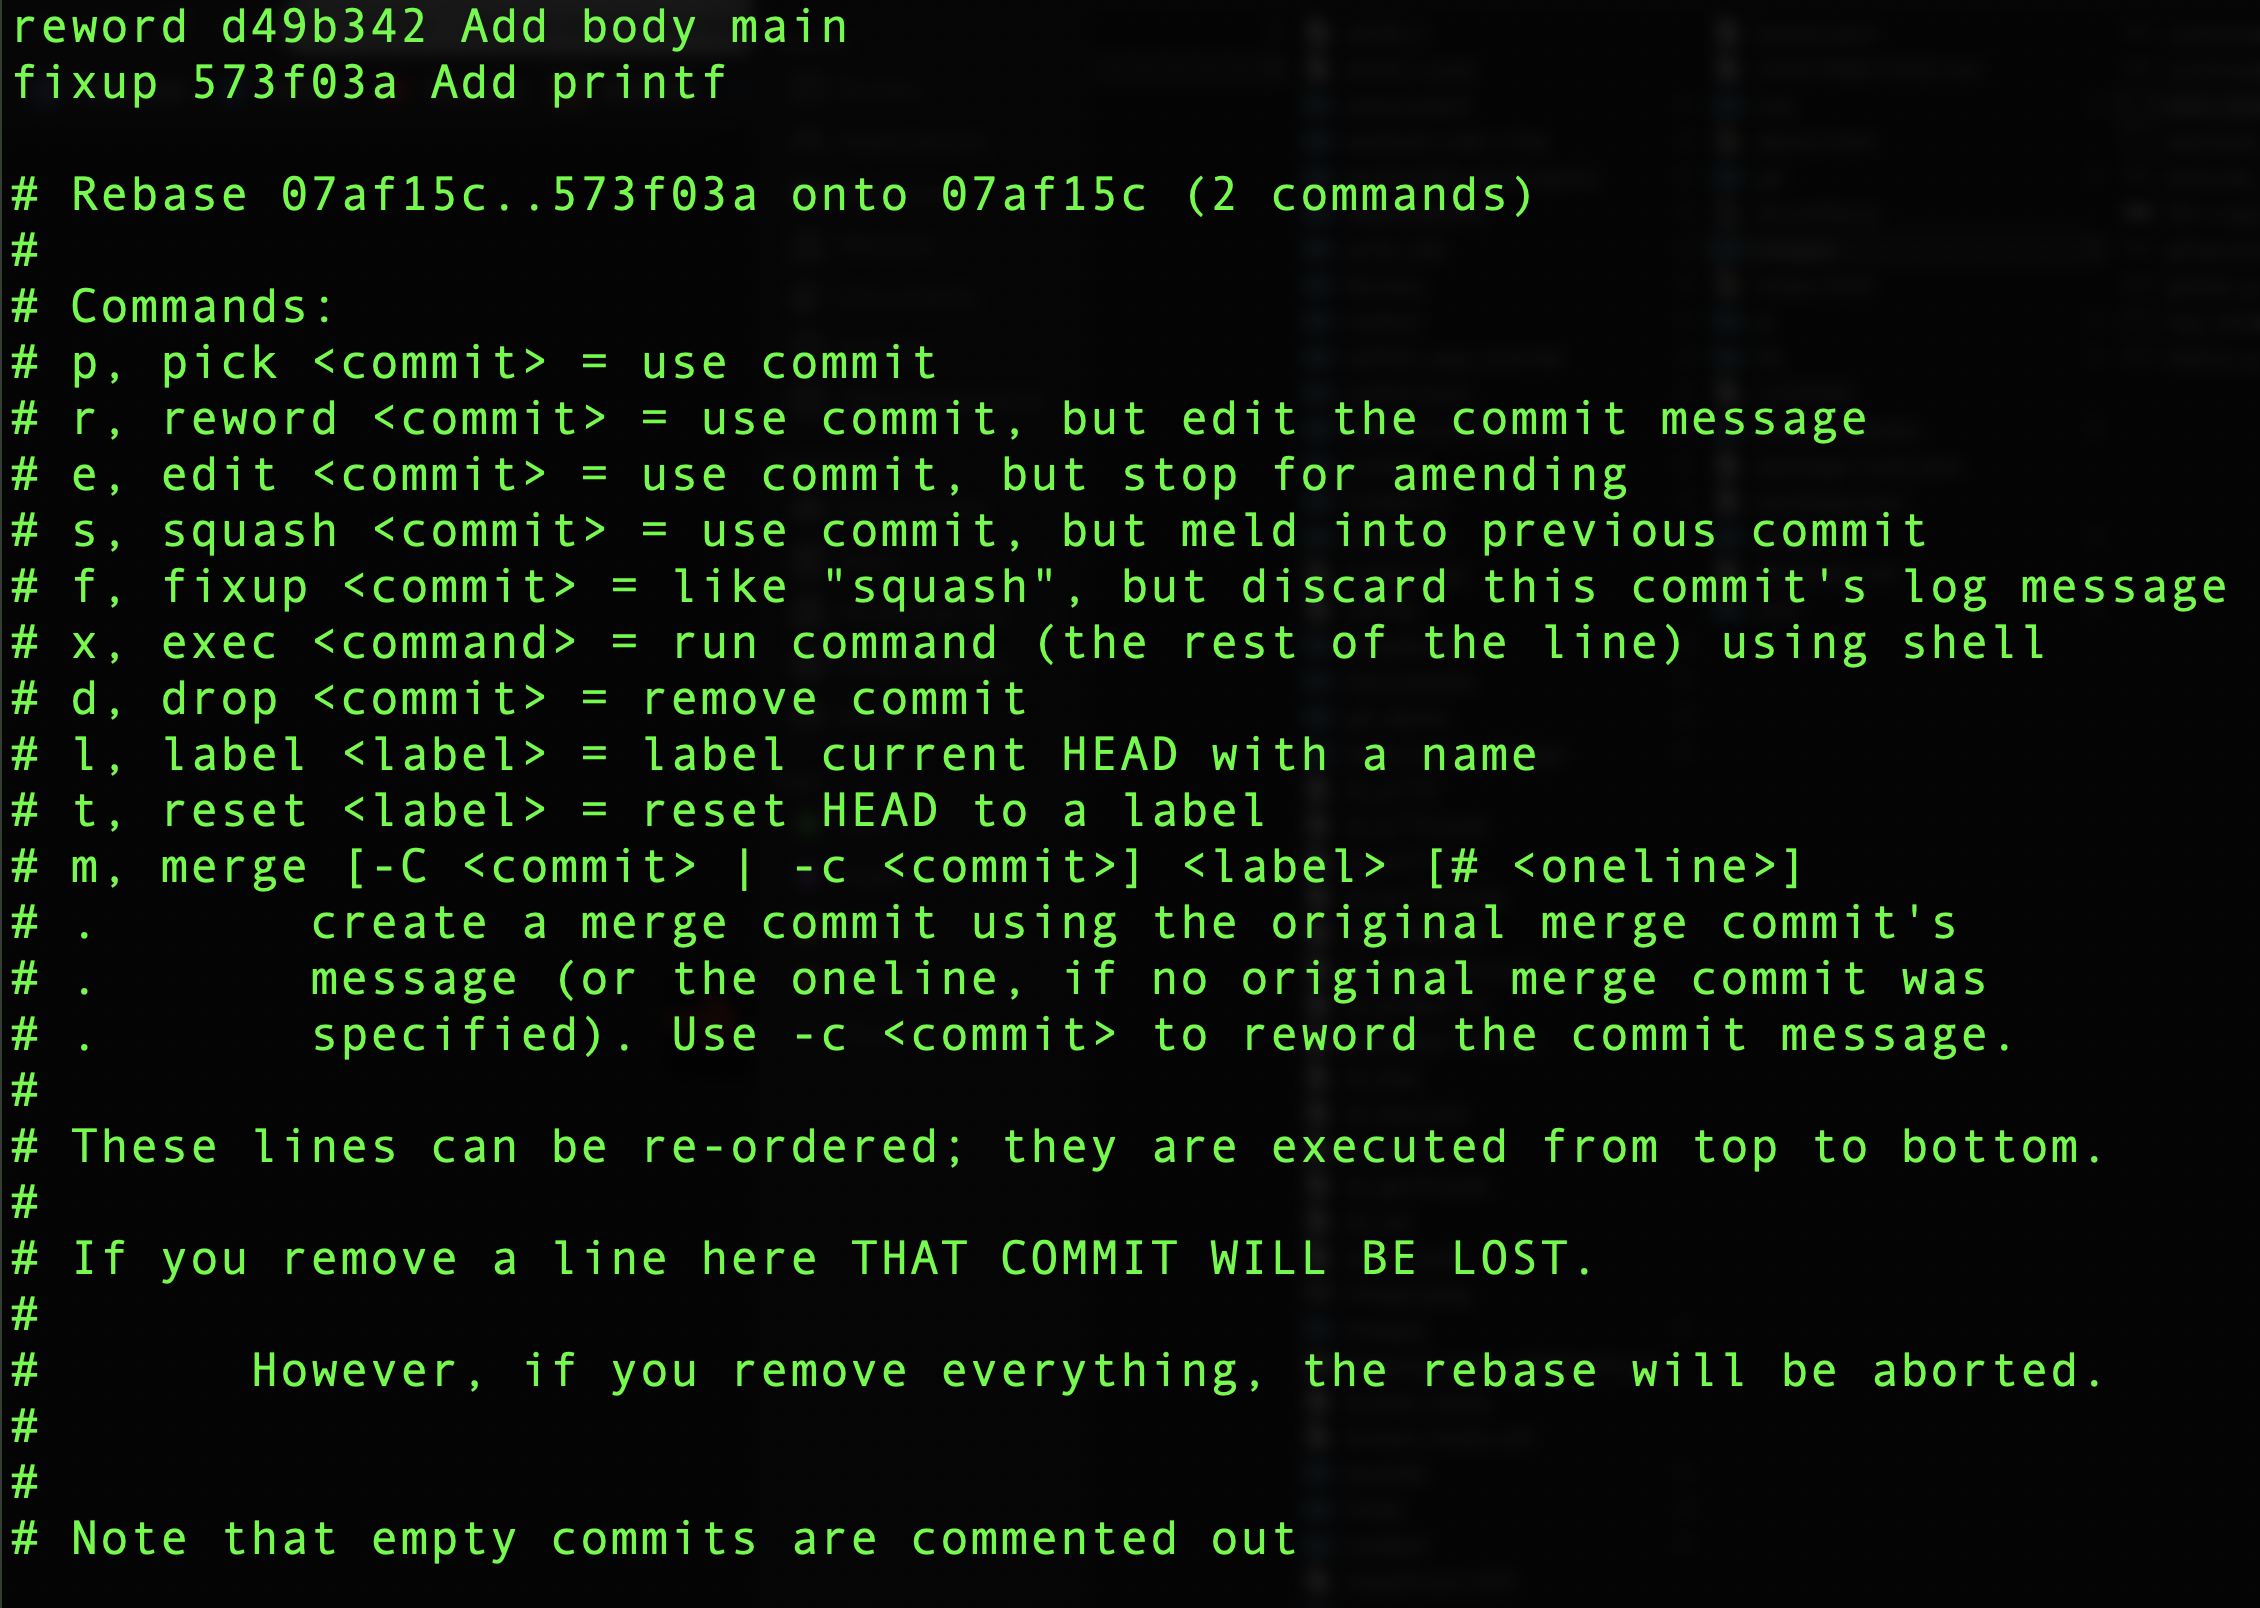 reword d49b342 Add body main
fixup 573f03a Add printf
# Rebase 07af15c..573f03a onto 07af15c (2 commands)
#
# Commands:
# p, pick <commit> = use commit
# r, reword <commit> = use commit, but edit the commit message
# e, edit <commit> = use commit, but stop for amending
# s, squash <commit> = use commit, but meld into previous commit
# f, fixup <commit> = like "squash", but discard this commit's log message
# x, exec <command> = run command (the rest of the line) using shell
# d, drop <commit> = remove commit
# l, label <label> = label current HEAD with a name
# t, reset <label> = reset HEAD to a label
# m, merge [-C <commit> | -c <commit>] <label> [# <oneline>]
# .       create a merge commit using the original merge commit's
# .       message (or the oneline, if no original merge commit was
# .       specified). Use -c <commit> to reword the commit message.
#
# These lines can be re-ordered; they are executed from top to bottom.
#
# If you remove a line here THAT COMMIT WILL BE LOST.
#
#       However, if you remove everything, the rebase will be aborted.
#
#
# Note that empty commits are commented out